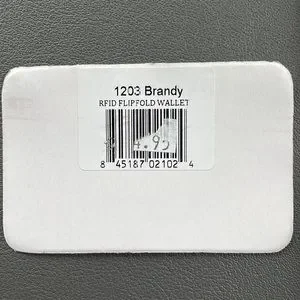 1203 Brandy
RFID FLIPFOLD WALLET
4.95
8 45187 02102 4